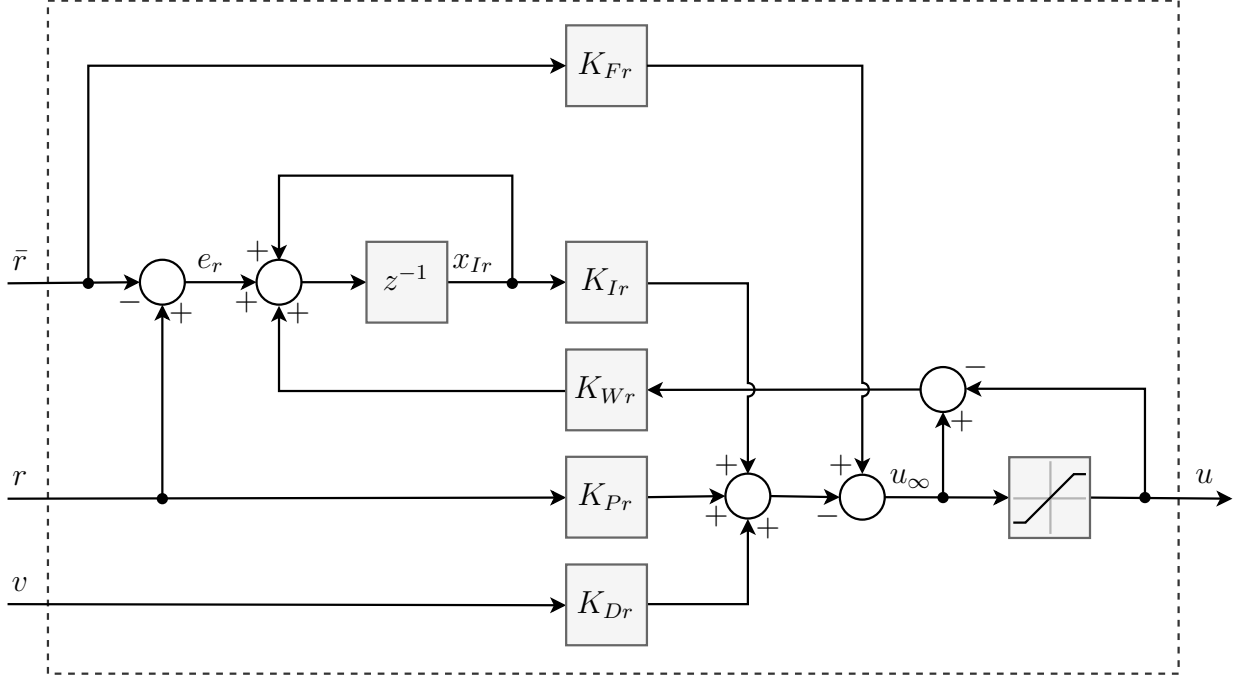 K_{Fr}
+
r̄ e_r z^{-1} x_{Ir} K_{Ir}
− + + +
K_{Wr} − +
r K_{Pr} + + + + − u_∞ u
v K_{Dr}